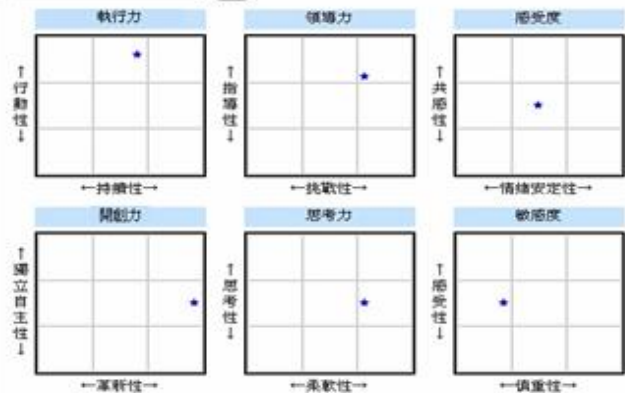 執行力
↑行動性↓
←持續性→
領導力
↑指導性↓
←挑戰性→
感受度
↑共感性↓
←情緒安定性→
開創力
↑獨立自主性↓
←革新性→
思考力
↑思考性↓
←柔軟性→
敏感度
↑感受性↓
←慎重性→